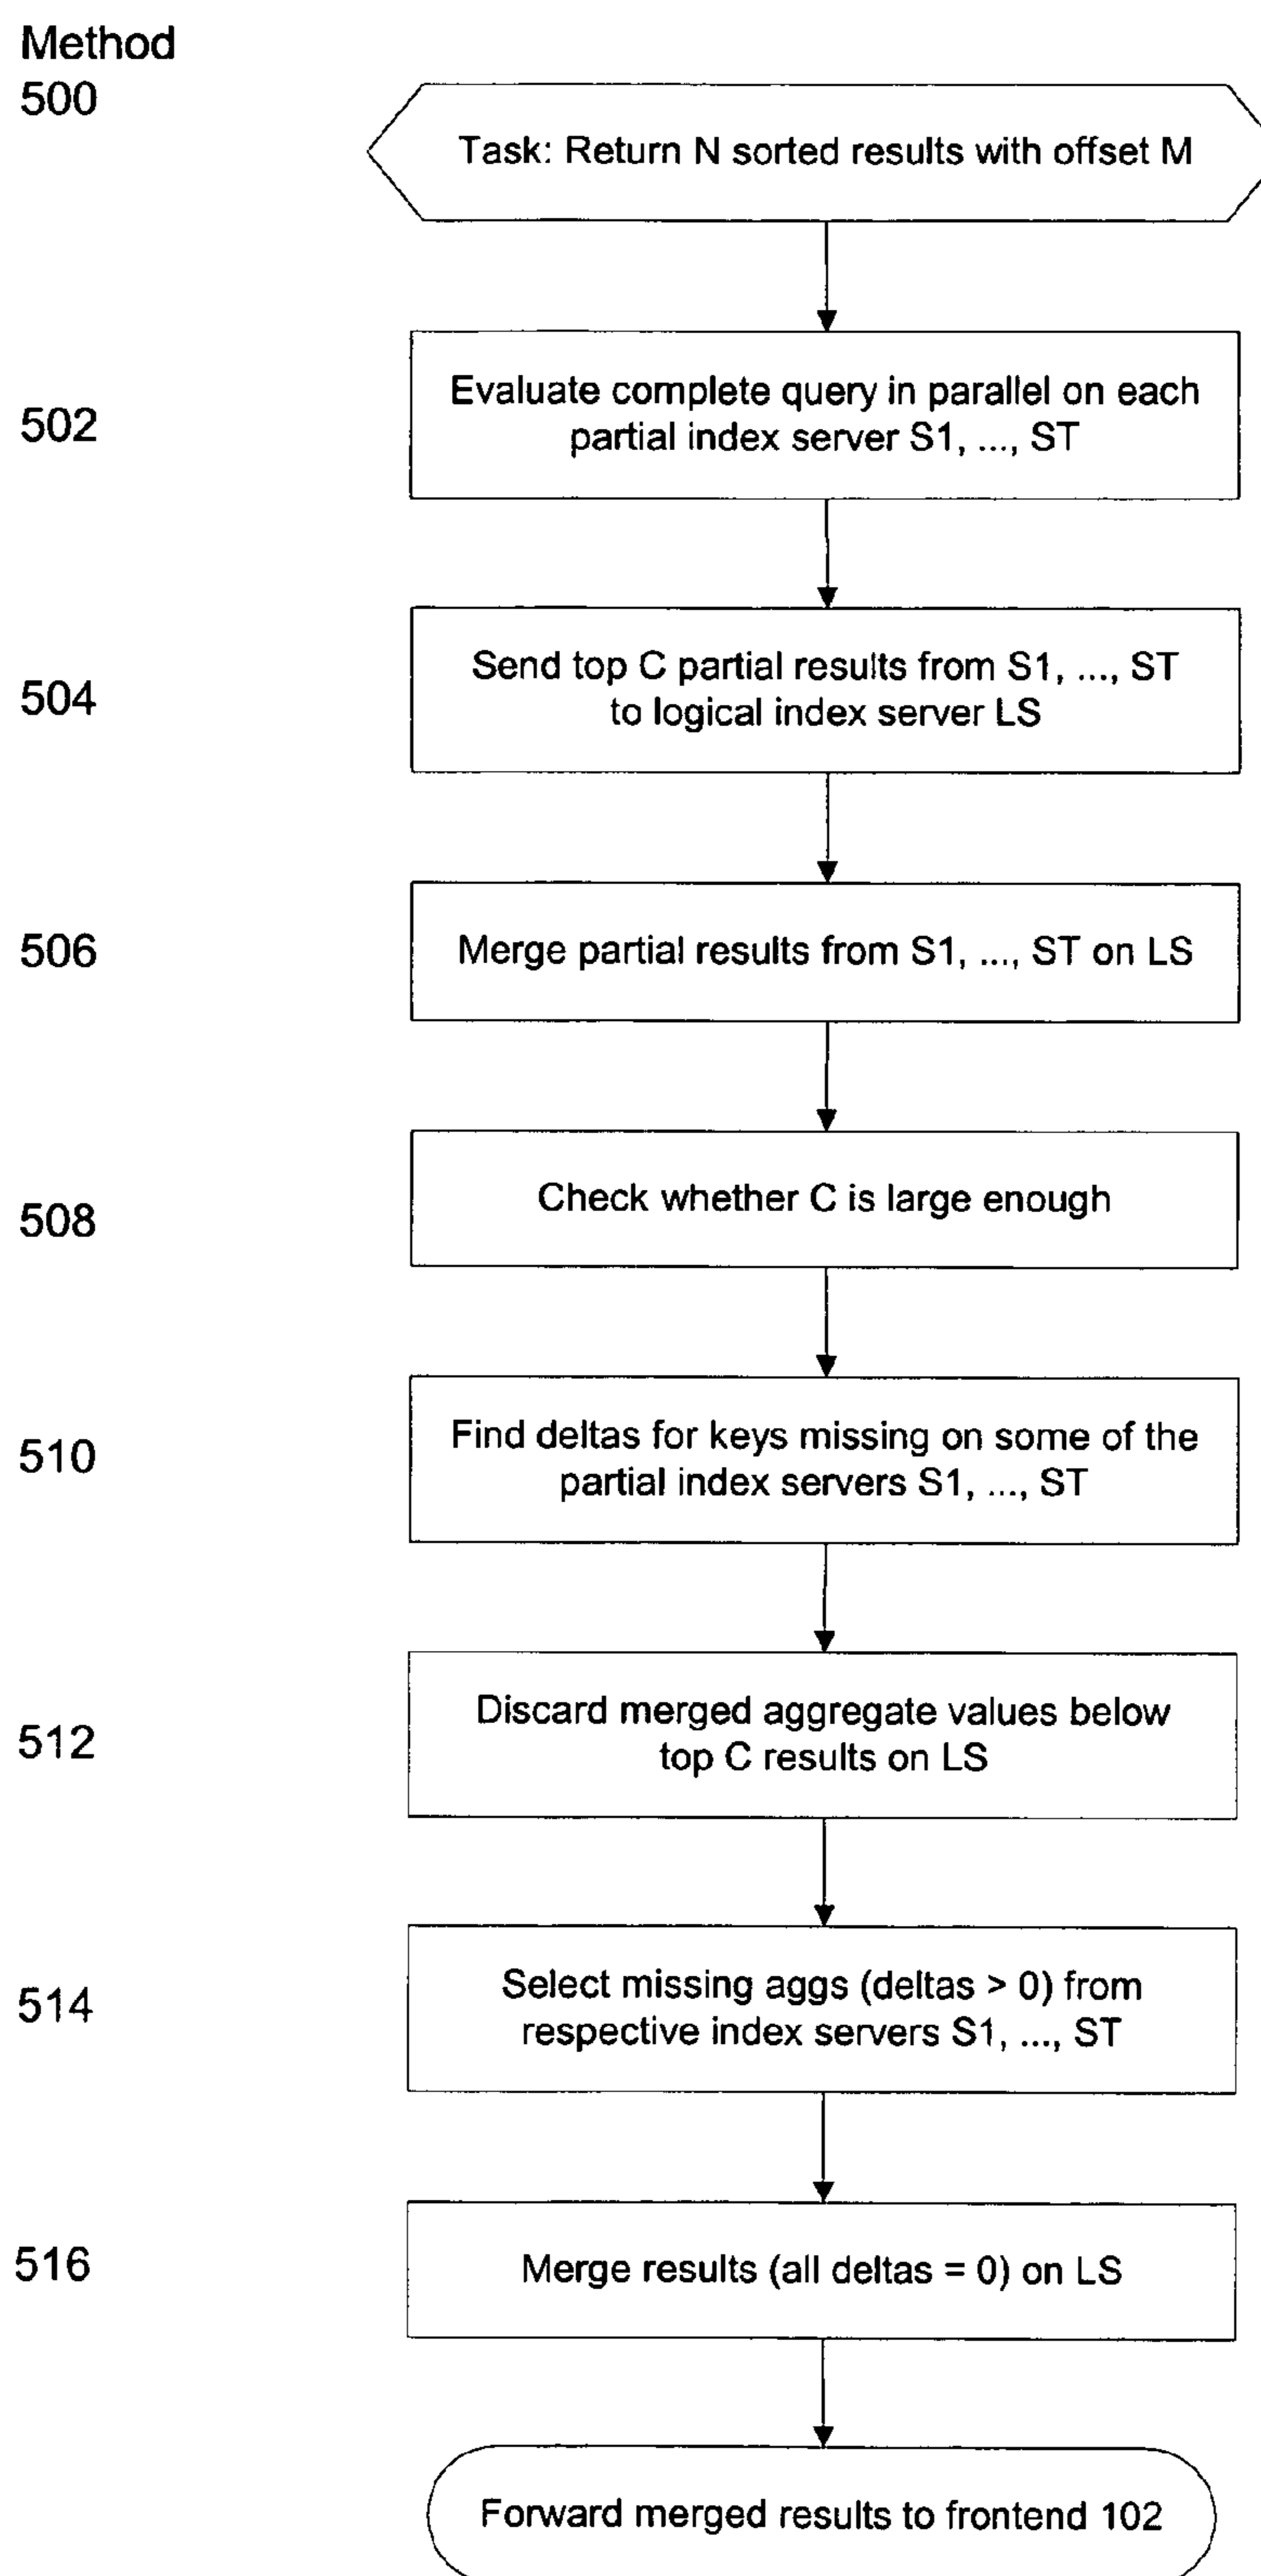 Method
500
Task: Return N sorted results with offset M
502
Evaluate complete query in parallel on each
partial index server S1, ..., ST
504
Send top C partial results from S1, ..., ST
to logical index server LS
506
Merge partial results from S1, ..., ST on LS
508
Check whether C is large enough
510
Find deltas for keys missing on some of the
partial index servers S1, ..., ST
512
Discard merged aggregate values below
top C results on LS
514
Select missing aggs (deltas > 0) from
respective index servers S1, ..., ST
516
Merge results (all deltas = 0) on LS
Forward merged results to frontend 102